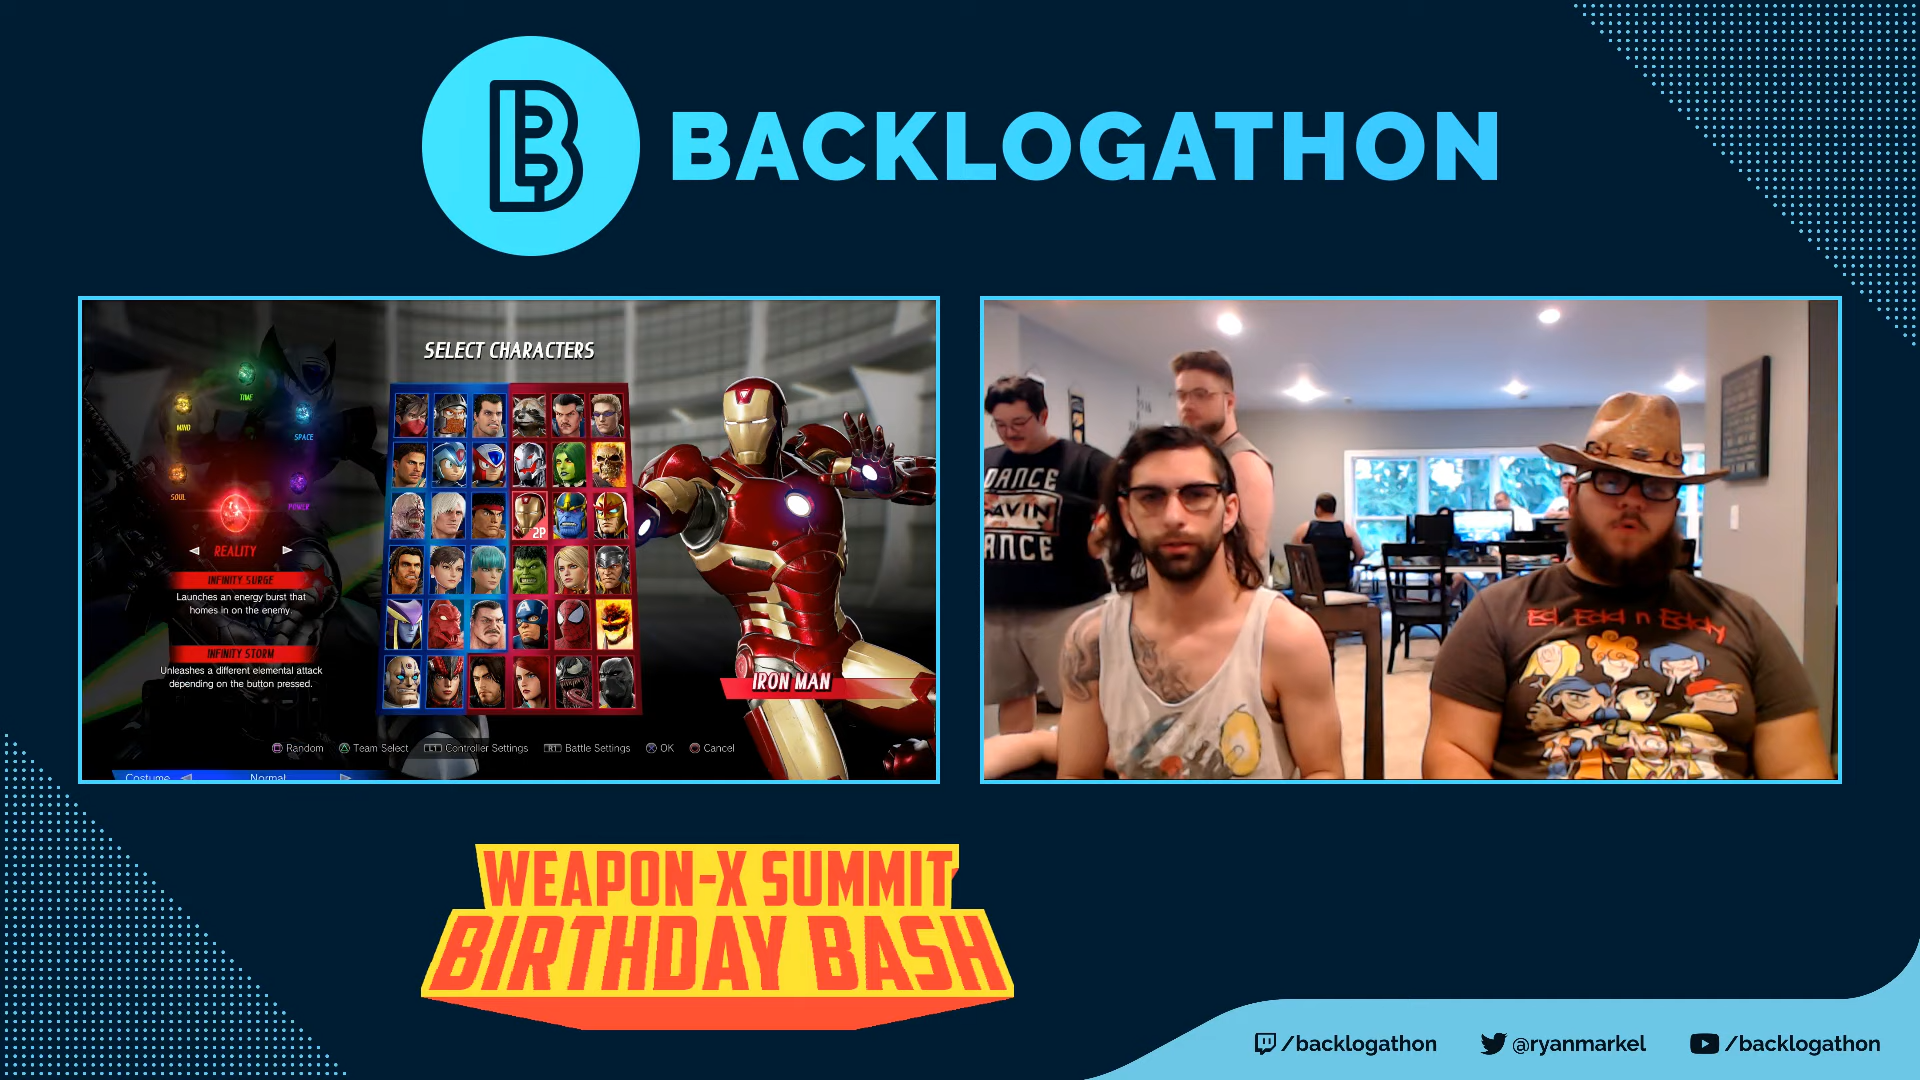 BACKLOGATHON
SELECT CHARACTERS
TIME
MIND
SPACE
SOUL
POWER
REALITY
INFINITY SURGE
Launches an energy burst that
homes in on the enemy.
INFINITY STORM
Unleashes a different elemental attack
depending on the button pressed.
2P
A
IRON MAN
Random
Team Select
L1 Controller Settings
R1 Battle Settings
OK
Cancel
Costume
Normal
DANCE
GAVIN
DANCE
Ed, Edd n Eddy
WEAPON-X SUMMIT
BIRTHDAY BASH
/backlogathon
@ryanmarkel
/backlogathon